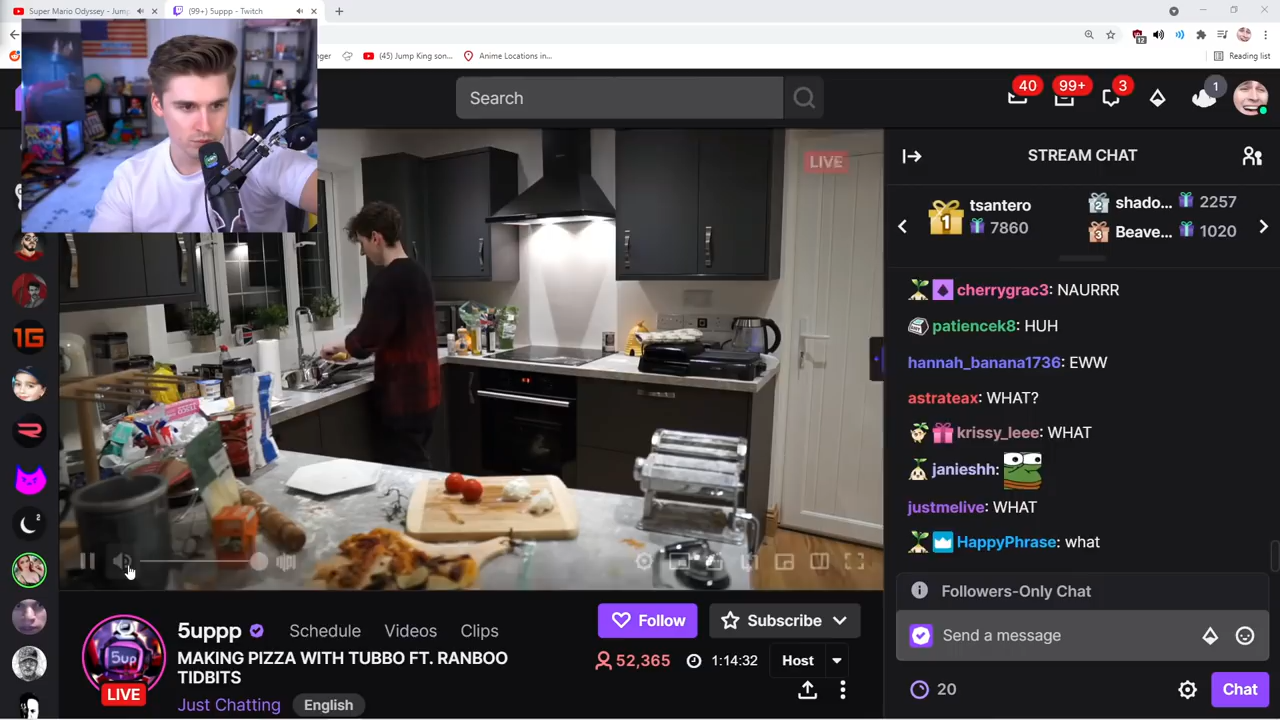 Super Mario Odyssey - Jump
(99+) 5uppp - Twitch
(45) Jump King son...
Anime Locations in...
Reading list
12
Search
40
99+
3
1
LIVE
STREAM CHAT
1
tsantero
7860
2
shado...
2257
3
Beave...
1020
cherrygrac3: NAURRR
patiencek8: HUH
hannah_banana1736: EWW
astrateax: WHAT?
krissy_leee: WHAT
janieshh:
justmelive: WHAT
HappyPhrase: what
Followers-Only Chat
Send a message
20
Chat
1G
2
5up
LIVE
5uppp
Schedule
Videos
Clips
Follow
Subscribe
MAKING PIZZA WITH TUBBO FT. RANBOO
TIDBITS
52,365
1:14:32
Host
Just Chatting
English